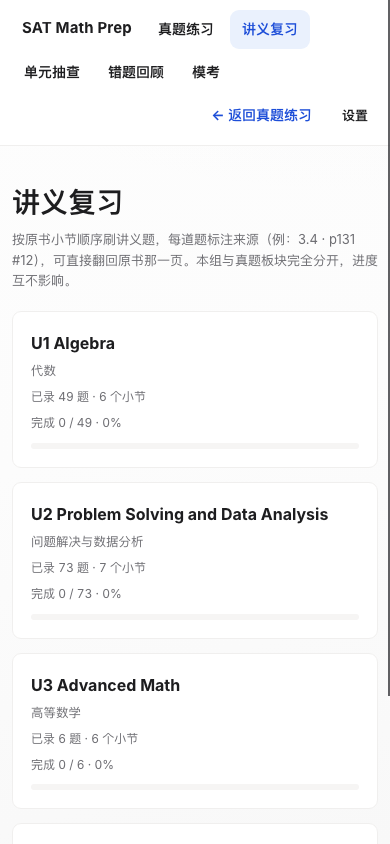 SAT Math Prep 真题练习 讲义复习
单元抽查 错题回顾 模考
← 返回真题练习 设置
讲义复习
按原书小节顺序刷讲义题，每道题标注来源（例：3.4 · p131
#12），可直接翻回原书那一页。本组与真题板块完全分开，进度
互不影响。
U1 Algebra
代数
已录 49 题 · 6 个小节
完成 0 / 49 · 0%
U2 Problem Solving and Data Analysis
问题解决与数据分析
已录 73 题 · 7 个小节
完成 0 / 73 · 0%
U3 Advanced Math
高等数学
已录 6 题 · 6 个小节
完成 0 / 6 · 0%